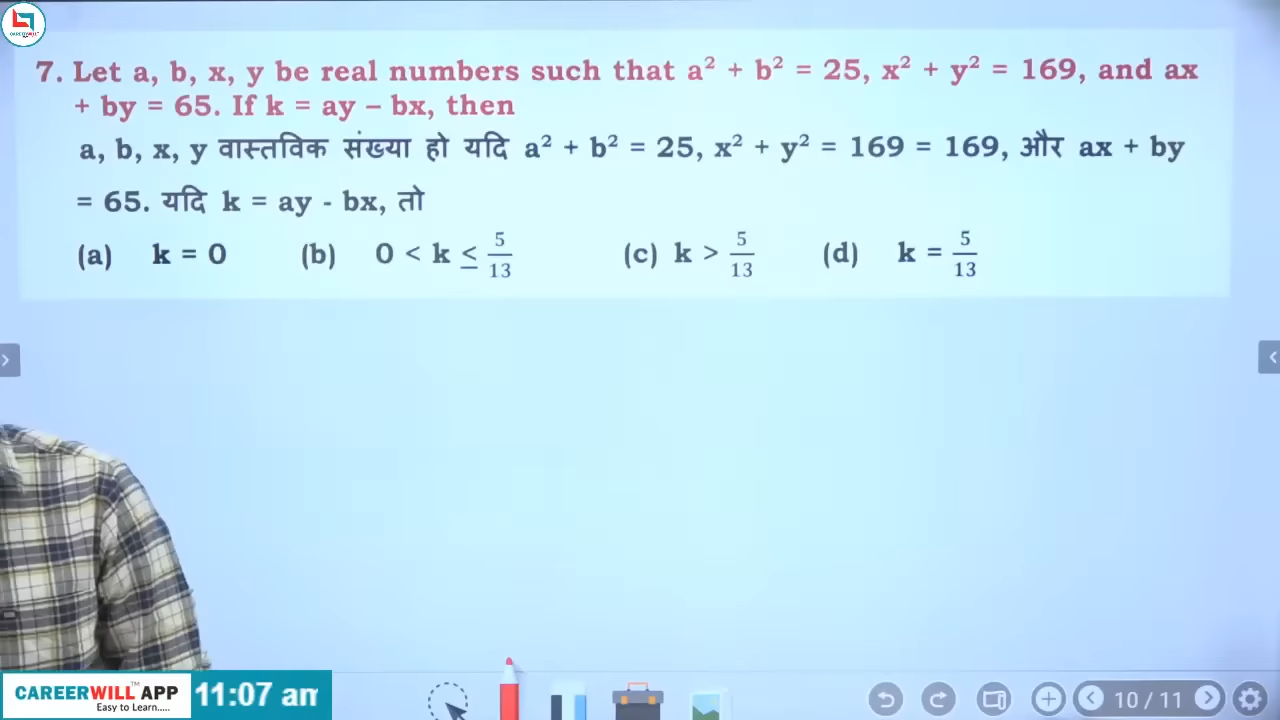 CAREERWILL
7. Let a, b, x, y be real numbers such that a² + b² = 25, x² + y² = 169, and ax
+ by = 65. If k = ay – bx, then
a, b, x, y वास्तविक संख्या हो यदि a² + b² = 25, x² + y² = 169 = 169, और ax + by
= 65. यदि k = ay - bx, तो
(a) k = 0 (b) 0 < k ≤ 5/13 (c) k > 5/13 (d) k = 5/13
CAREERWILL™ APP 11:07 am
Easy to Learn.....
10 / 11